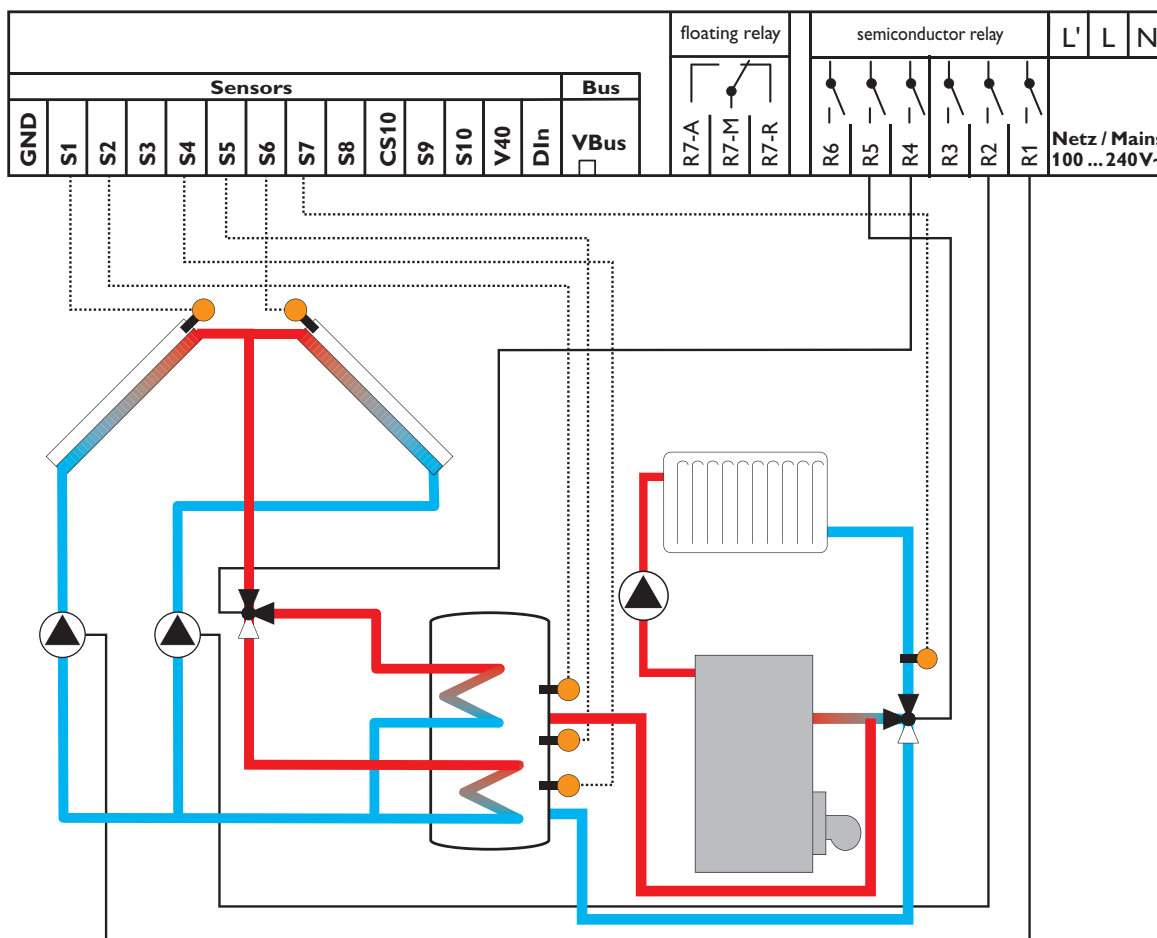 floating relay
semiconductor relay
L' L N
Sensors
Bus
GND
S1
S2
S3
S4
S5
S6
S7
S8
CS10
S9
S10
V40
DIn
VBus
R7-A
R7-M
R7-R
R6
R5
R4
R3
R2
R1
Netz / Mains
100 ... 240V~